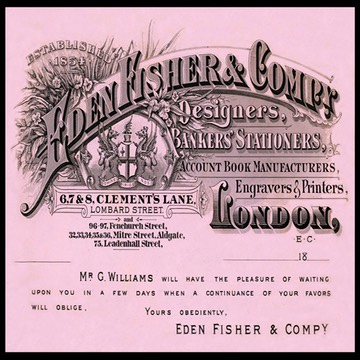 ESTABLISHED
1834
EDEN FISHER & COMPY
Designers,
BANKERS' STATIONERS,
ACCOUNT BOOK MANUFACTURERS,
Engravers & Printers,
6,7 & 8, CLEMENT'S LANE,
LOMBARD STREET.
and
96-97, Fenchurch Street,
32,33,34,35&36, Mitre Street, Aldgate,
75, Leadenhall Street,
LONDON,
E.C.
18
MR G. WILLIAMS WILL HAVE THE PLEASURE OF WAITING
UPON YOU IN A FEW DAYS WHEN A CONTINUANCE OF YOUR FAVORS
WILL OBLIGE,
YOURS OBEDIENTLY,
EDEN FISHER & COMPY